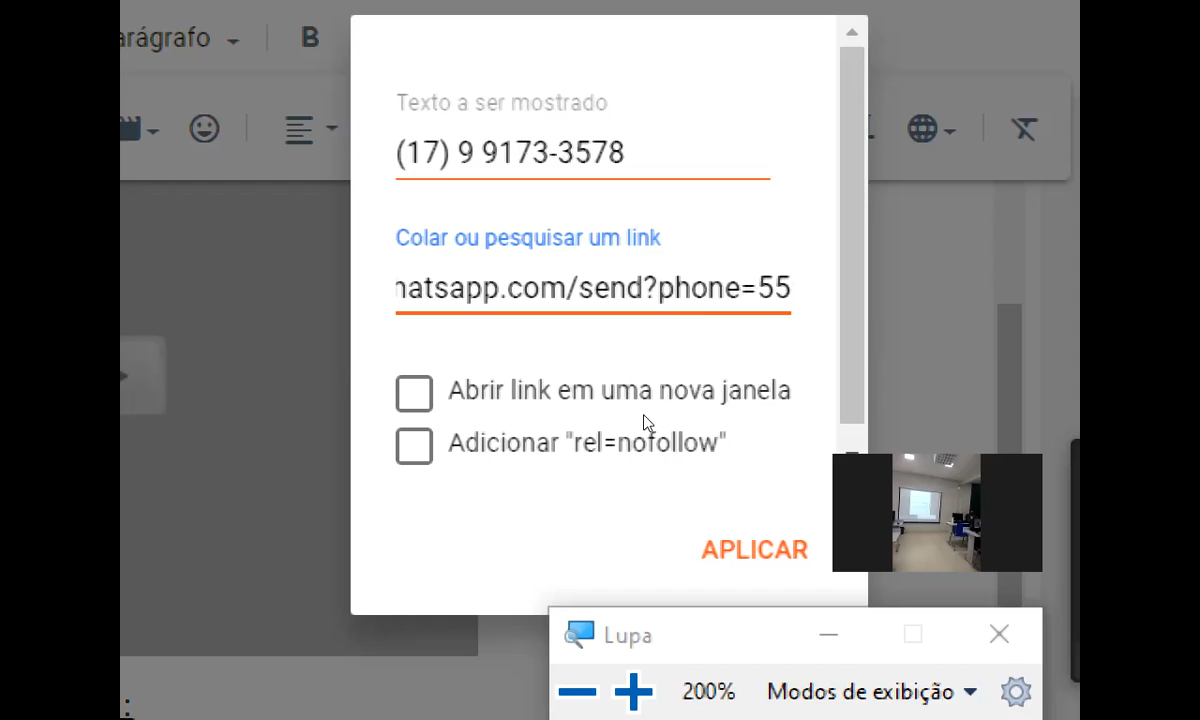 arágrafo
B
Texto a ser mostrado
(17) 9 9173-3578
Colar ou pesquisar um link
hatsapp.com/send?phone=55
Abrir link em uma nova janela
Adicionar "rel=nofollow"
APLICAR
Lupa
200%
Modos de exibição
: